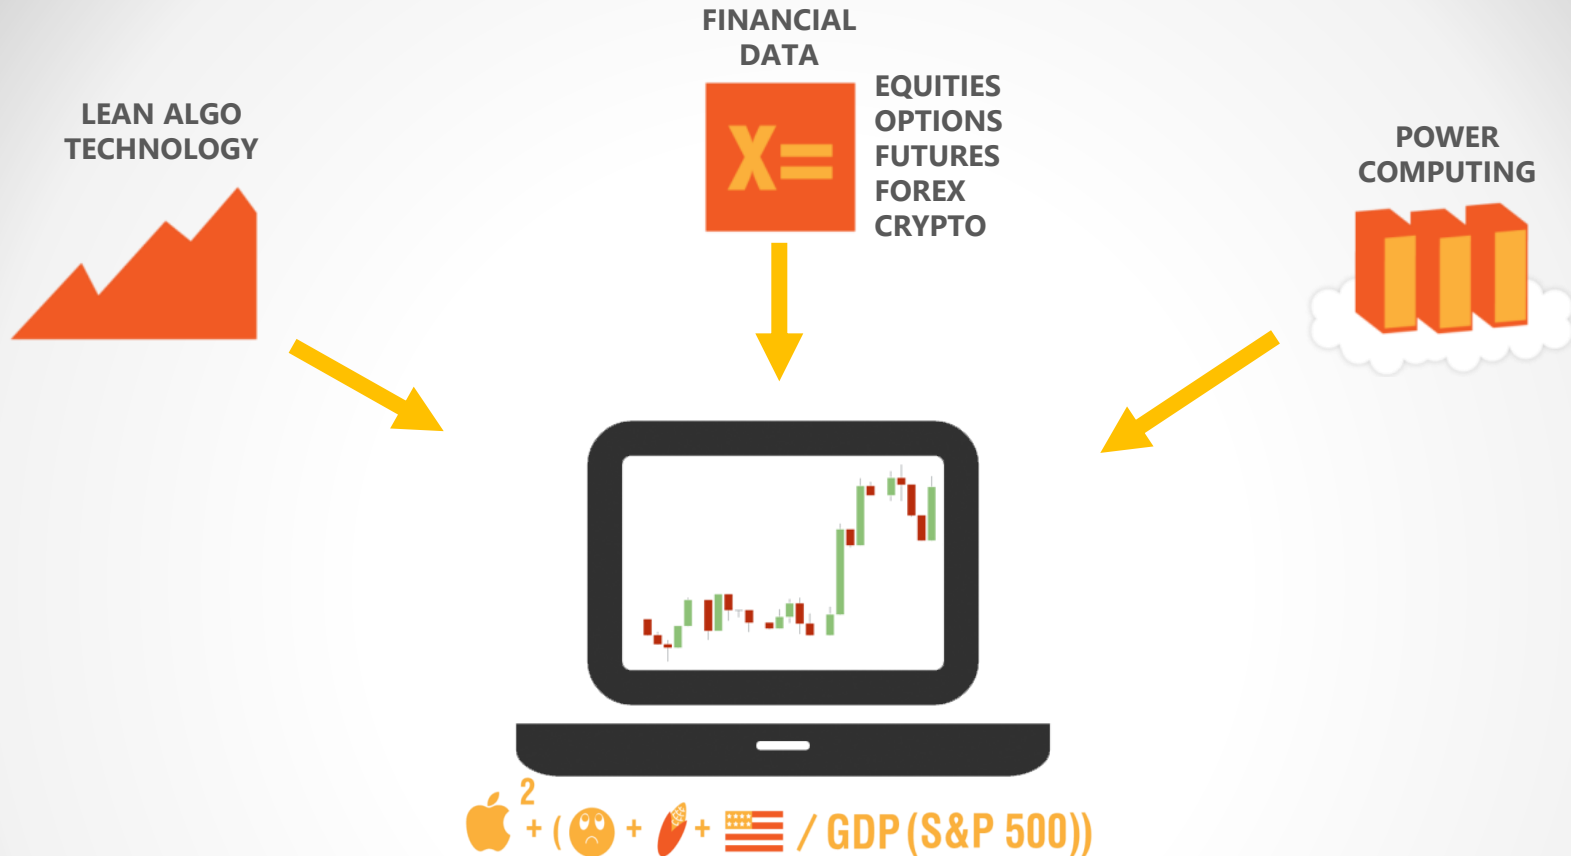 FINANCIAL
DATA
LEAN ALGO
TECHNOLOGY
X=
EQUITIES
OPTIONS
FUTURES
FOREX
CRYPTO
POWER
COMPUTING
2
+ ( + + / GDP (S&P 500))